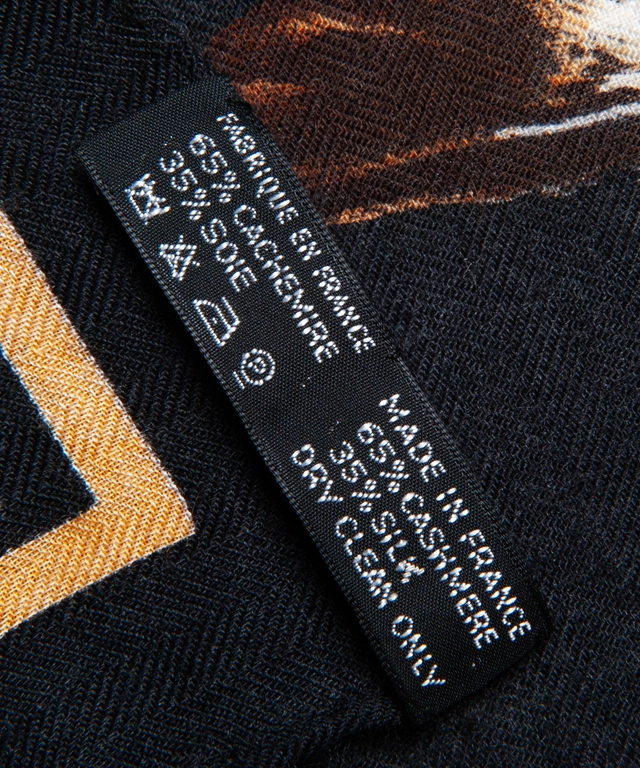 FABRIQUE EN FRANCE
65% CACHEMIRE
35% SOIE
MADE IN FRANCE
65% CASHMERE
35% SILK
DRY CLEAN ONLY